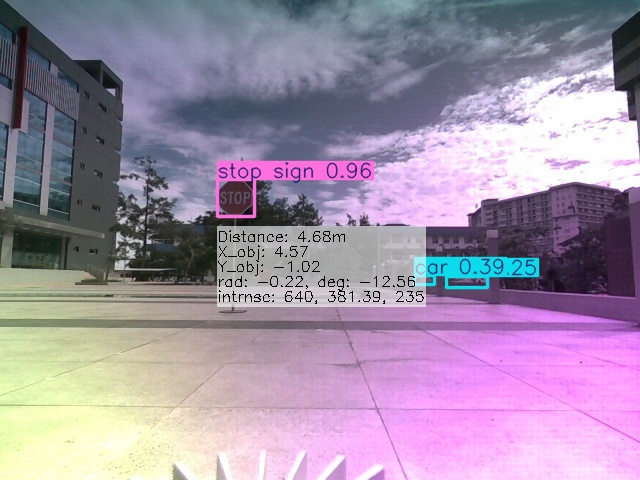 stop sign 0.96
STOP
Distance: 4.68m
X_obj: 4.57
Y_obj: -1.02
rad: -0.22, deg: -12.56
intrnsc: 640, 381.39, 235
car 0.39.25